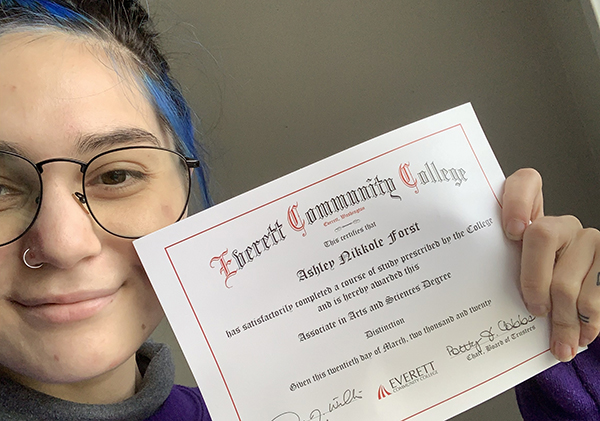 Everett Community College
Everett, Washington
This certifies that
Ashley Nikkole Forst
has satisfactorily completed a course of study prescribed by the College
and is hereby awarded this
Associate in Arts and Sciences Degree
Distinction
Given this twentieth day of March, two thousand and twenty
EVERETT
COMMUNITY COLLEGE
Chair, Board of Trustees